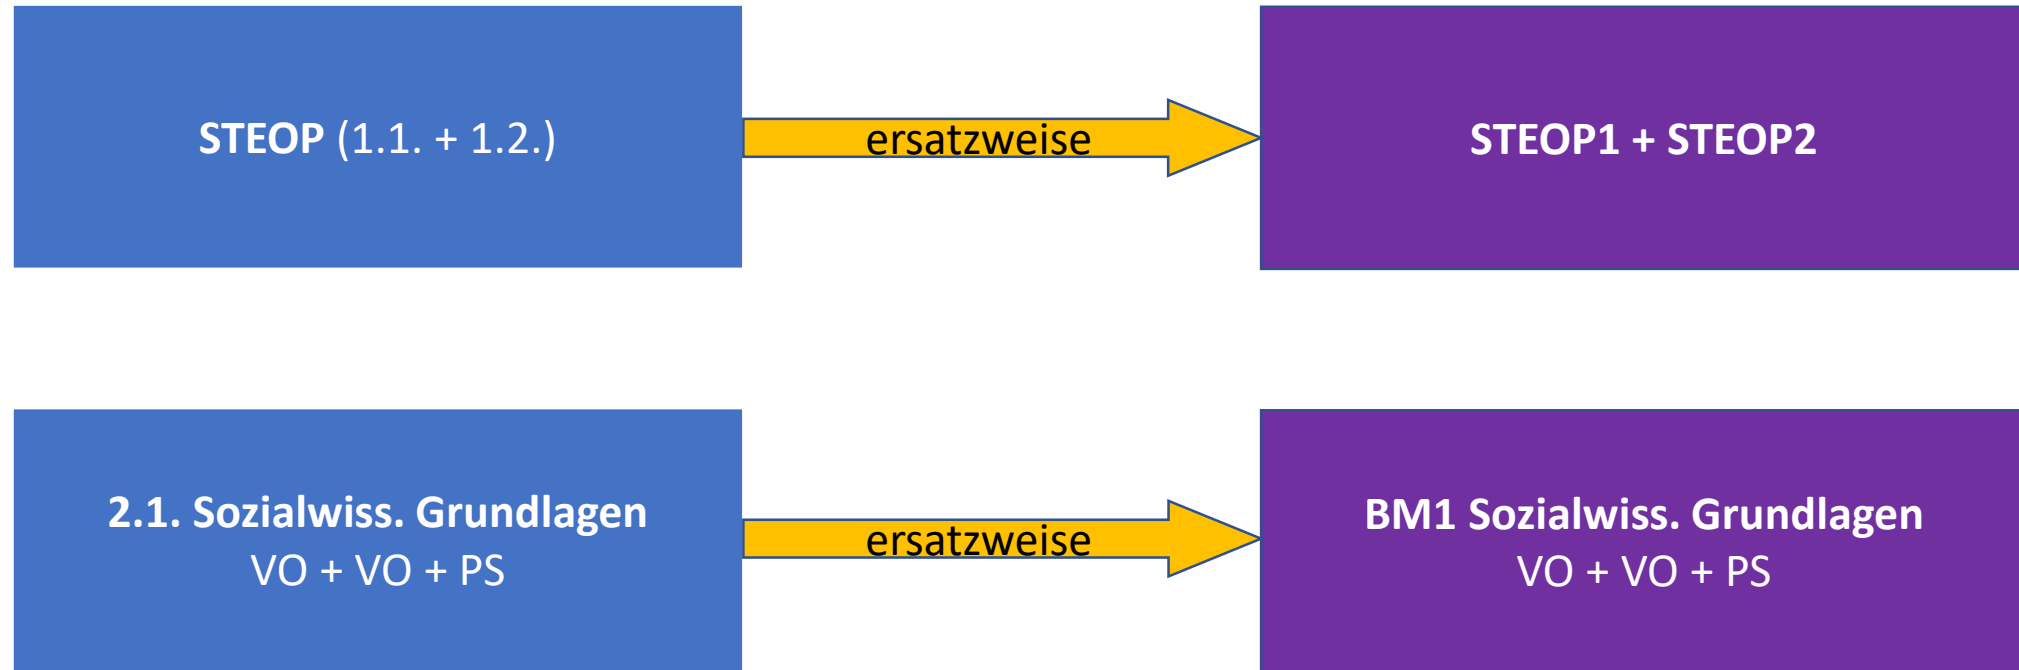 STEOP (1.1. + 1.2.)
ersatzweise
STEOP1 + STEOP2
2.1. Sozialwiss. Grundlagen
VO + VO + PS
ersatzweise
BM1 Sozialwiss. Grundlagen
VO + VO + PS